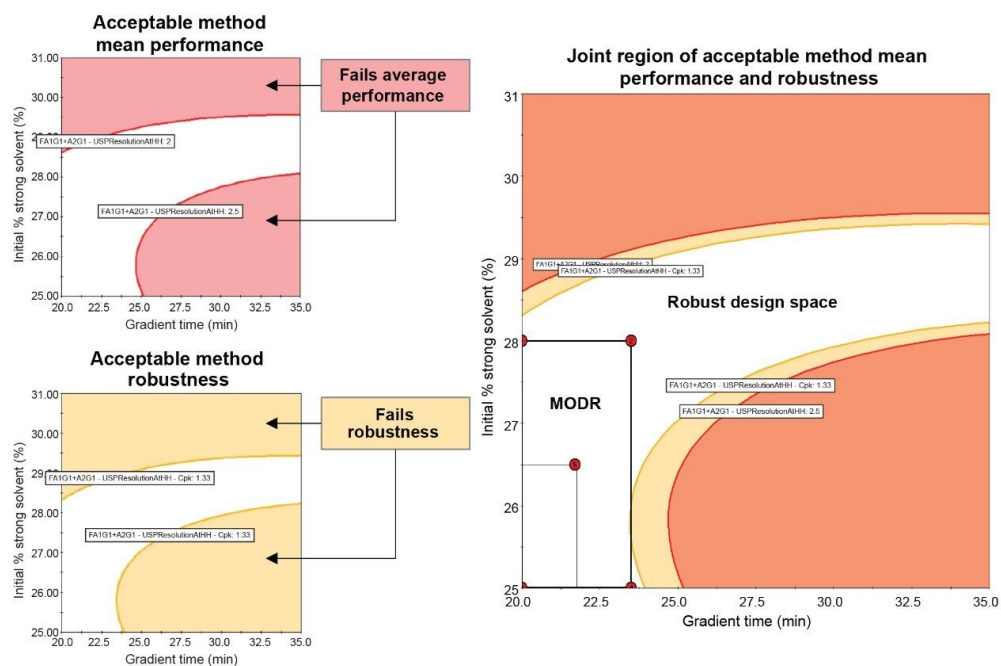 Acceptable method
mean performance
Initial % strong solvent (%)
31.00
30.00
29.00
28.00
27.00
26.00
25.00
20.0
22.5
25.0
27.5
30.0
32.5
35.0
Gradient time (min)
FA1G1+A2G1 - USPResolutionAtHH: 2
FA1G1+A2G1 - USPResolutionAtHH: 2.5
Fails average
performance
Acceptable method
robustness
Initial % strong solvent (%)
31.00
30.00
29.00
28.00
27.00
26.00
25.00
20.0
22.5
25.0
27.5
30.0
32.5
35.0
Gradient time (min)
FA1G1+A2G1 - USPResolutionAtHH - Cpk: 1.33
FA1G1+A2G1 - USPResolutionAtHH - Cpk: 1.33
Fails
robustness
Joint region of acceptable method mean
performance and robustness
Initial % strong solvent (%)
31
30
29
28
27
26
25
20.0
22.5
25.0
27.5
30.0
32.5
35.0
Gradient time (min)
FA1G1+A2G1 - USPResolutionAtHH: 2
FA1G1+A2G1 - USPResolutionAtHH - Cpk: 1.33
Robust design space
FA1G1+A2G1 - USPResolutionAtHH - Cpk: 1.33
FA1G1+A2G1 - USPResolutionAtHH: 2.5
MODR